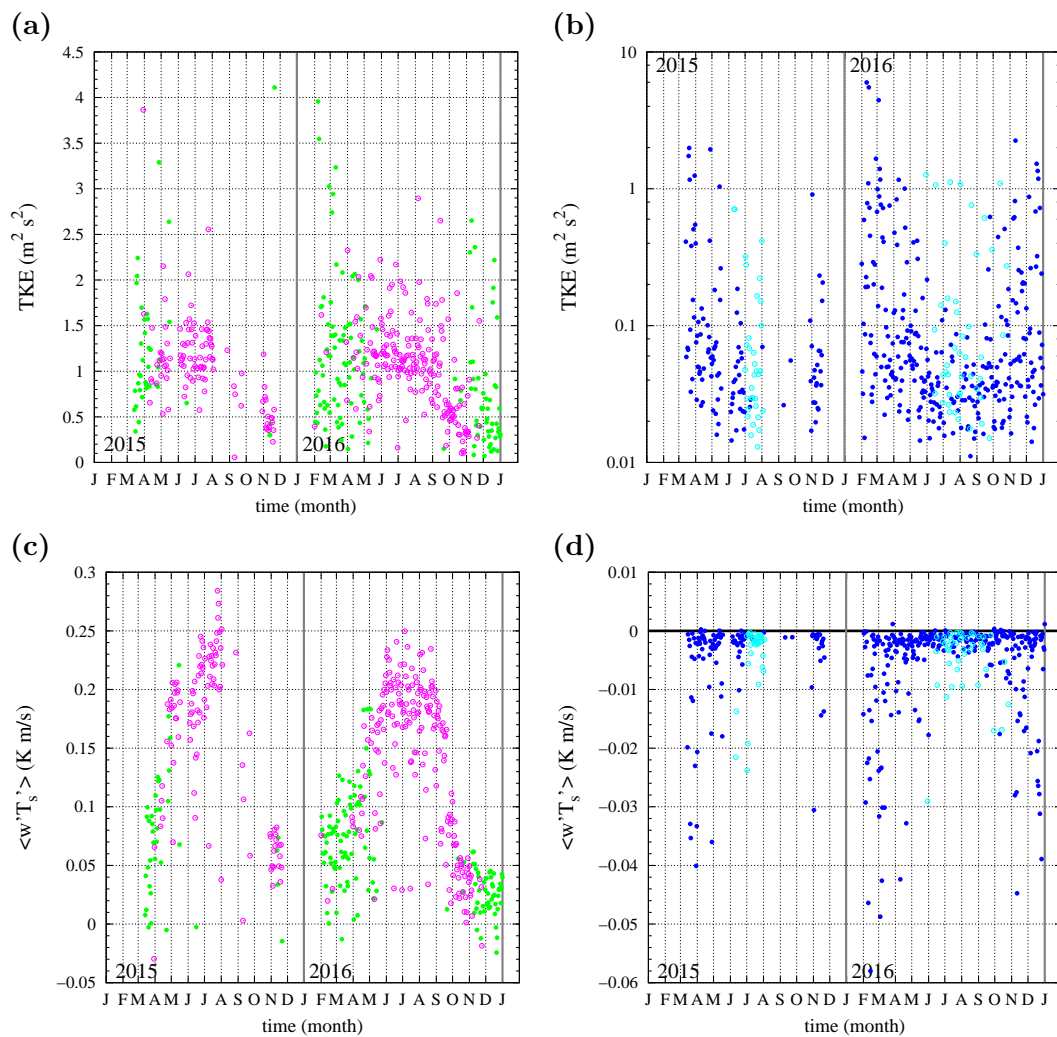 (a)
4.5
4
3.5
3
2.5
2
1.5
1
0.5
0
TKE (m² s²)
2015
2016
J F M A M J J A S O N D J F M A M J J A S O N D J
time (month)
(b)
10
1
0.1
0.01
TKE (m² s²)
2015
2016
J F M A M J J A S O N D J F M A M J J A S O N D J
time (month)
(c)
0.3
0.25
0.2
0.15
0.1
0.05
0
−0.05
<w'Tₛ'> (K m/s)
2015
2016
J F M A M J J A S O N D J F M A M J J A S O N D J
time (month)
(d)
0.01
0
−0.01
−0.02
−0.03
−0.04
−0.05
−0.06
<w'Tₛ'> (K m/s)
2015
2016
J F M A M J J A S O N D J F M A M J J A S O N D J
time (month)